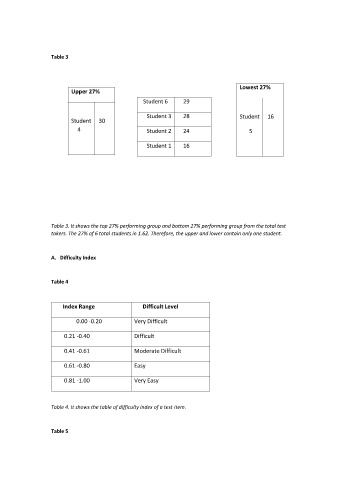 Table 3
Upper 27%
Student 4 30
Student 6 29
Student 3 28
Student 2 24
Student 1 16
Lowest 27%
Student 5 16
Table 3. It shows the top 27% performing group and bottom 27% performing group from the total test
takers. The 27% of 6 total students in 1.62. Therefore, the upper and lower contain only one student.
A. Difficulty Index
Table 4
Index Range Difficult Level
0.00 -0.20 Very Difficult
0.21 -0.40 Difficult
0.41 -0.61 Moderate Difficult
0.61 -0.80 Easy
0.81 -1.00 Very Easy
Table 4. It shows the table of difficulty index of a test item.
Table 5